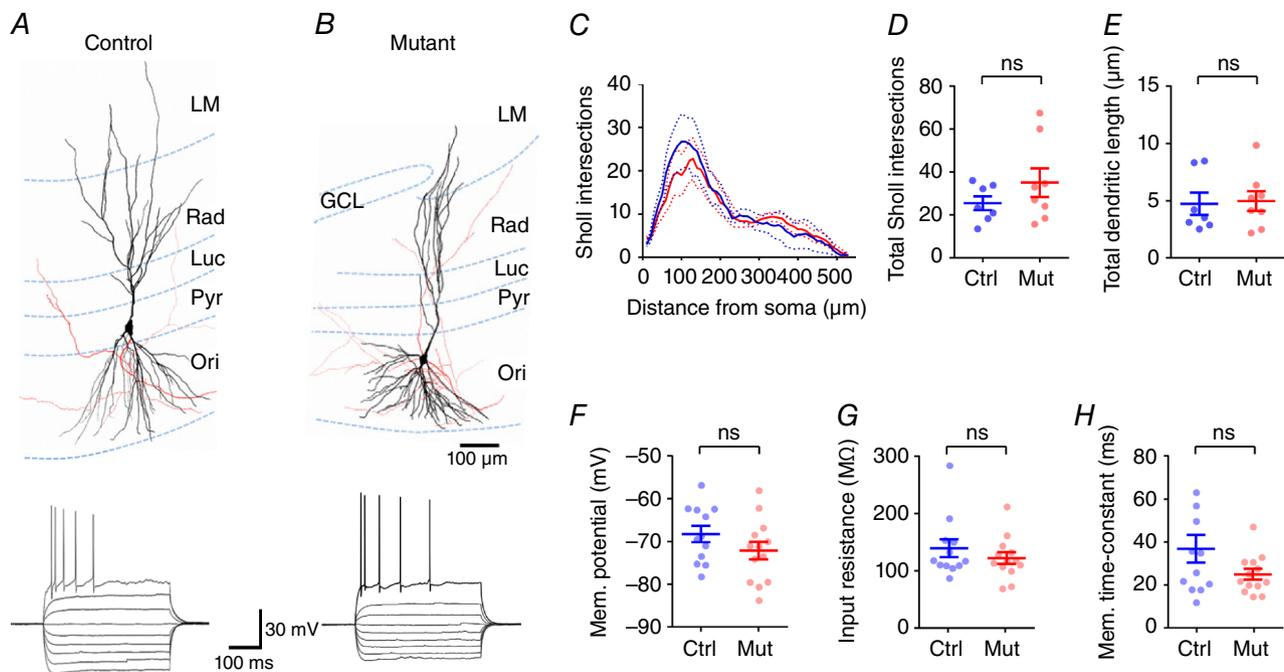 A
Control
LM
Rad
Luc
Pyr
Ori
30 mV
100 ms
B
Mutant
LM
GCL
Rad
Luc
Pyr
Ori
100 µm
C
Sholl intersections
40
30
20
10
0
0 100 200 300 400 500
Distance from soma (µm)
D
Total Sholl intersections
ns
80
60
40
20
0
Ctrl Mut
E
Total dendritic length (µm)
ns
15
10
5
0
Ctrl Mut
F
Mem. potential (mV)
ns
–50
–60
–70
–80
–90
Ctrl Mut
G
Input resistance (MΩ)
ns
300
200
100
0
Ctrl Mut
H
Mem. time-constant (ms)
ns
80
60
40
20
0
Ctrl Mut